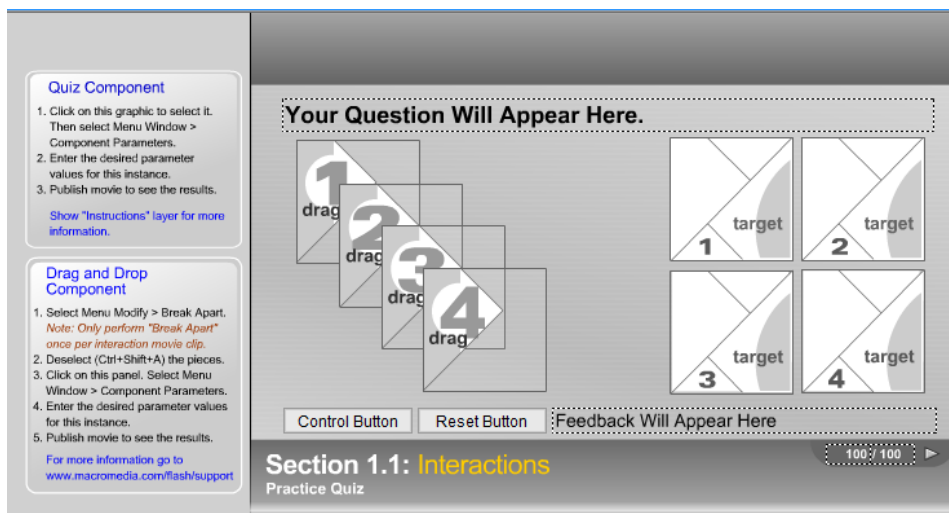 Quiz Component
1. Click on this graphic to select it.
Then select Menu Window >
Component Parameters.
2. Enter the desired parameter
values for this instance.
3. Publish movie to see the results.
Show "Instructions" layer for more
information.
Drag and Drop
Component
1. Select Menu Modify > Break Apart.
Note: Only perform "Break Apart"
once per interaction movie clip.
2. Deselect (Ctrl+Shift+A) the pieces.
3. Click on this panel. Select Menu
Window > Component Parameters.
4. Enter the desired parameter values
for this instance.
5. Publish movie to see the results.
For more information go to
www.macromedia.com/flash/support
Your Question Will Appear Here.
1
drag
2
drag
3
drag
4
drag
target
1
target
2
target
3
target
4
Control Button
Reset Button
Feedback Will Appear Here
Section 1.1: Interactions
Practice Quiz
100 / 100